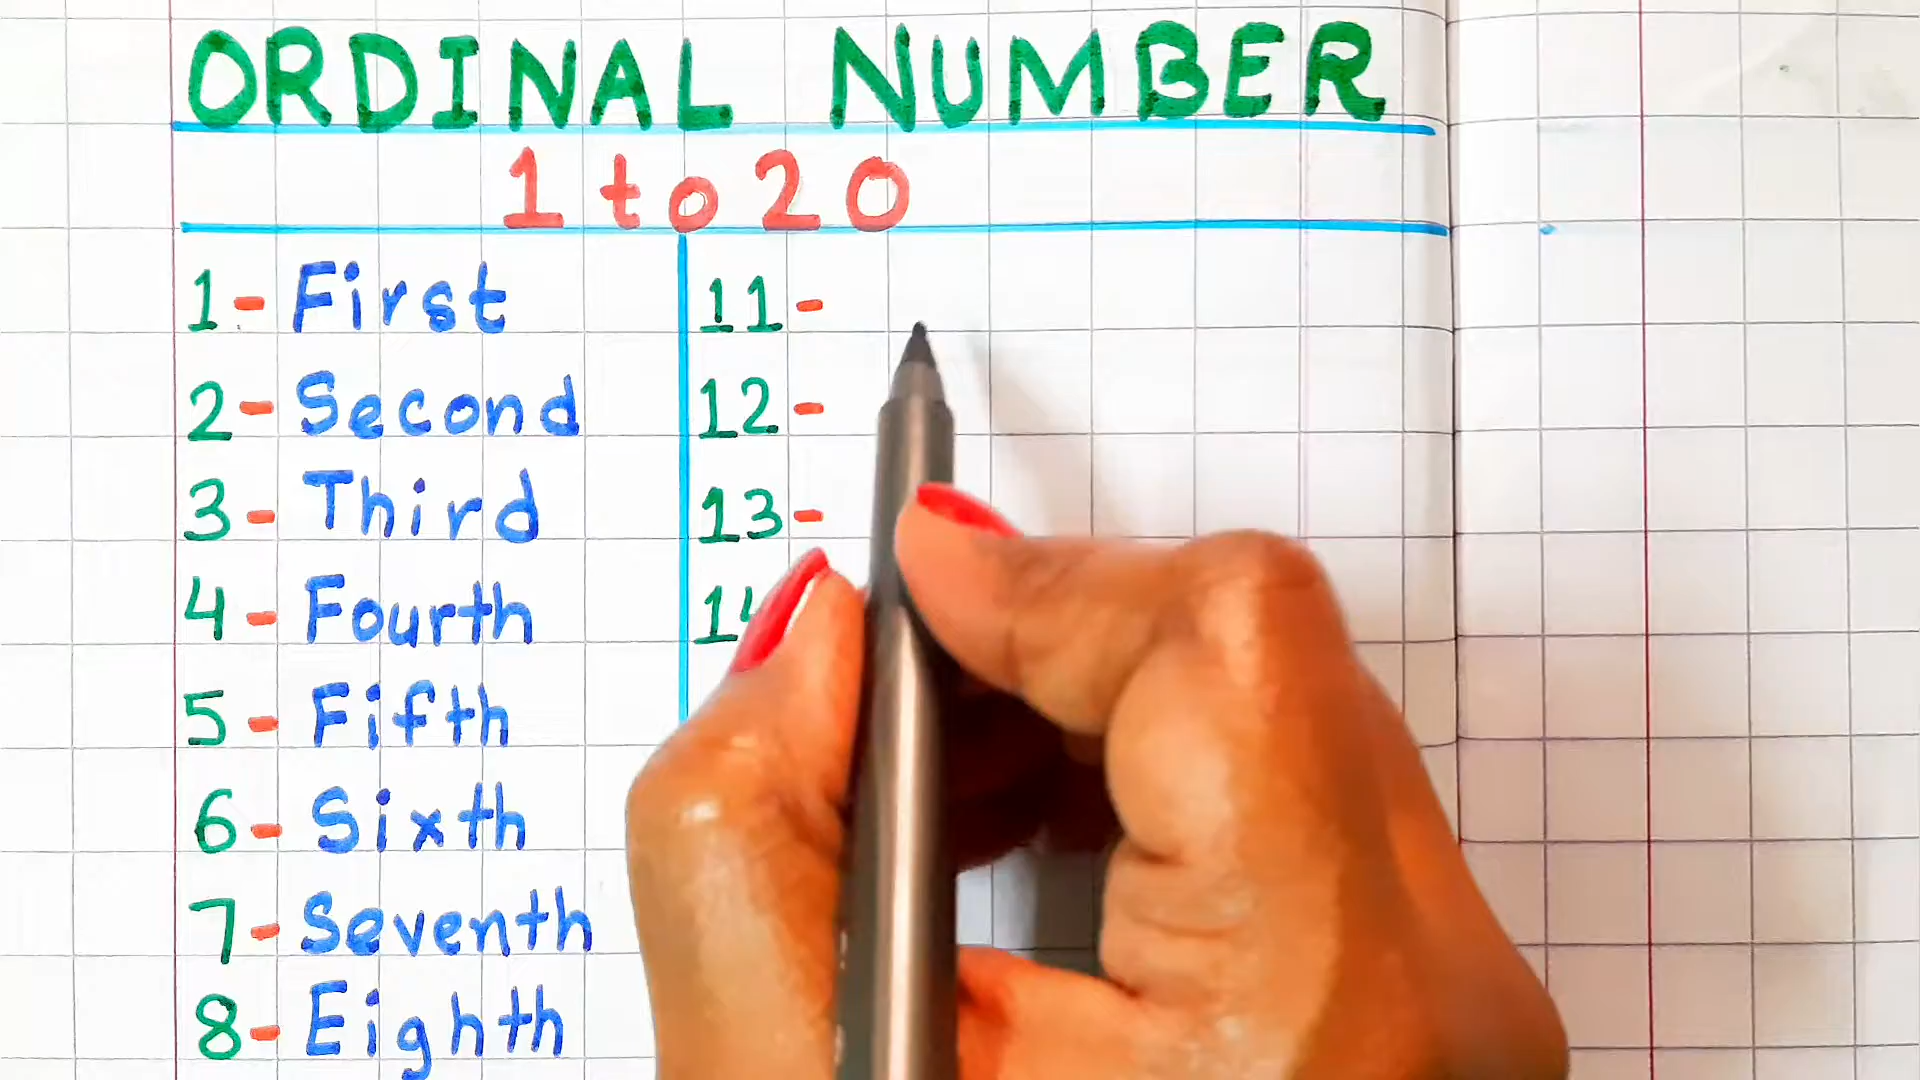 ORDINAL NUMBER
1 to 20
1- First
2- Second
3- Third
4- Fourth
5- Fifth
6- Sixth
7- Seventh
8- Eighth
11-
12-
13-